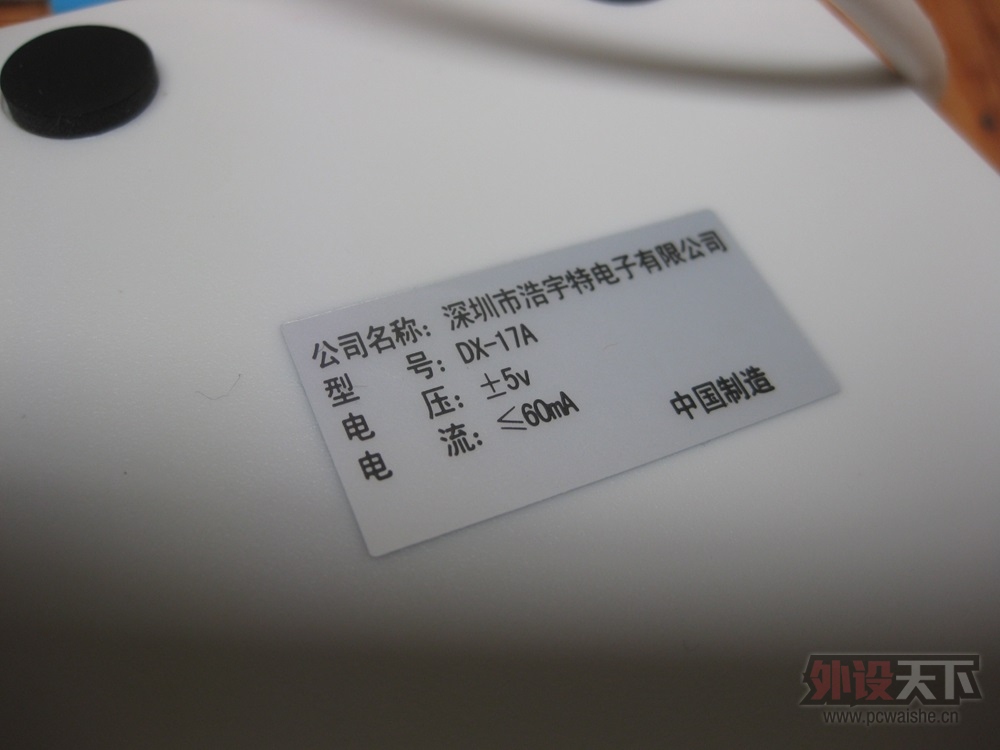 公司名称：深圳市浩宇特电子有限公司
型 号：DX-17A
电 压：±5v
电 流：≤60mA
中国制造
外设天下
www.pcwaishe.cn